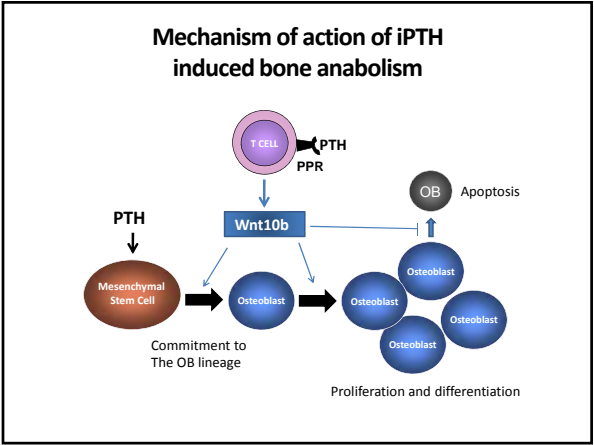 Mechanism of action of iPTH
induced bone anabolism
T CELL
PTH
PPR
OB
Apoptosis
PTH
Wnt10b
Mesenchymal
Stem Cell
Osteoblast
Osteoblast
Osteoblast
Osteoblast
Osteoblast
Commitment to
The OB lineage
Proliferation and differentiation